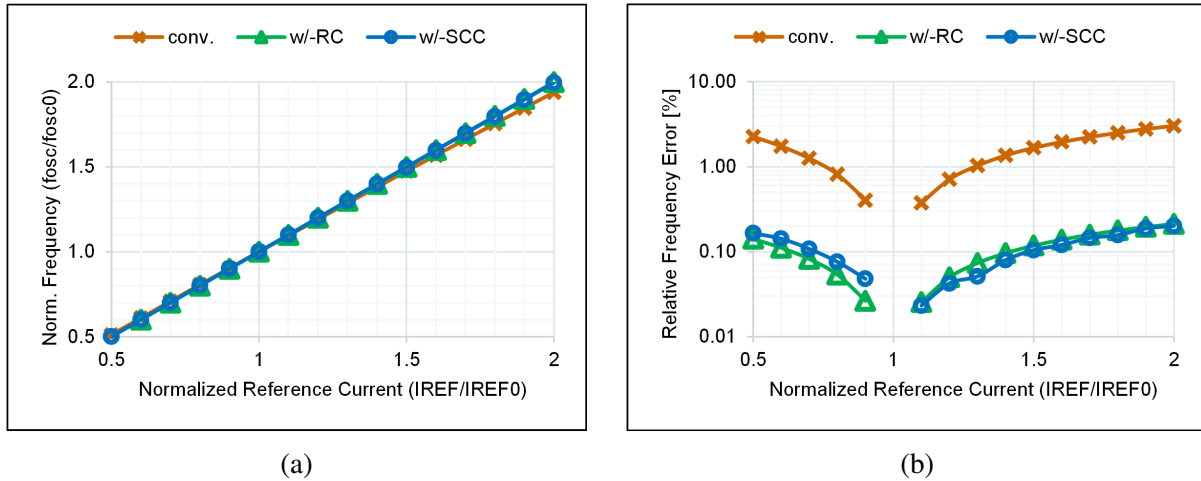 conv. w/-RC w/-SCC
Norm. Frequency (fosc/fosc0)
2.0
1.5
1.0
0.5
0.5 1 1.5 2
Normalized Reference Current (IREF/IREF0)
(a)
conv. w/-RC w/-SCC
Relative Frequency Error [%]
10.00
1.00
0.10
0.01
0.5 1 1.5 2
Normalized Reference Current (IREF/IREF0)
(b)